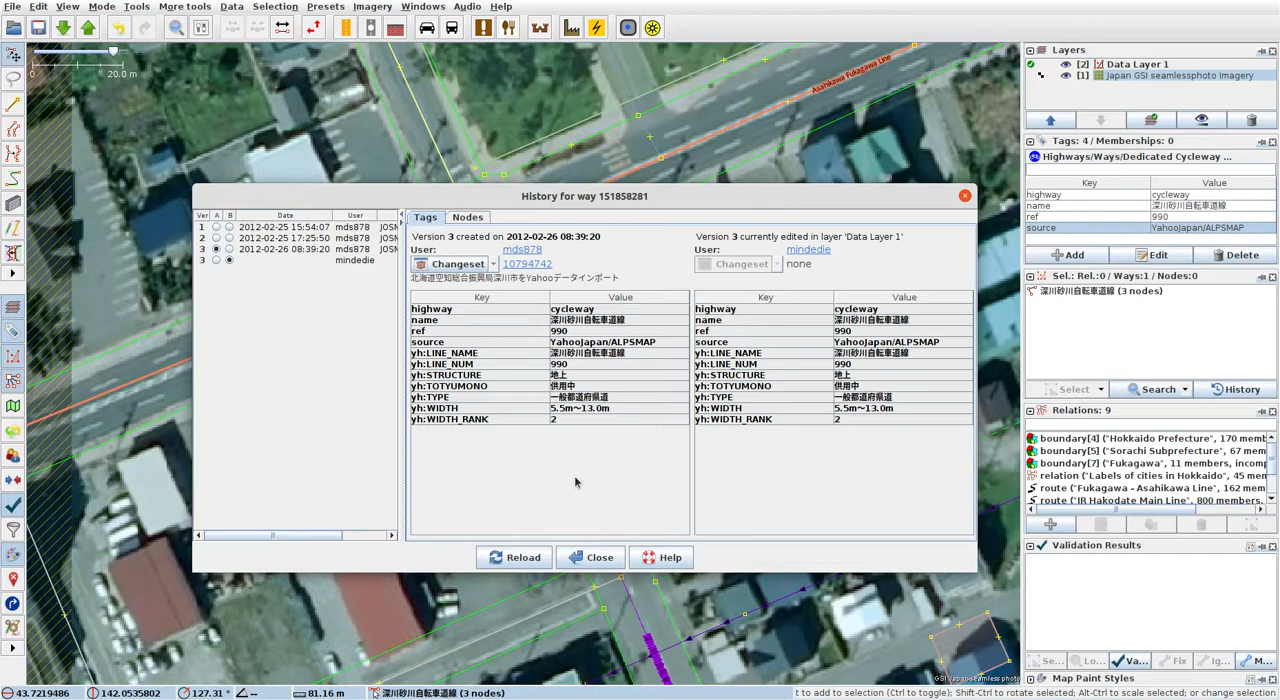 File Edit View Mode Tools More tools Data Selection Presets Imagery Windows Audio Help
0 20.0 m
Asahikawa Fukagawa Line
History for way 151858281
Ver A B Date User
1 2012-02-25 15:54:07 mds878 JOSM
2 2012-02-25 17:25:50 mds878 JOSM
3 2012-02-26 08:39:20 mds878 JOSM
3 mindedie
Tags Nodes
Version 3 created on 2012-02-26 08:39:20
User: mds878
Changeset 10794742
北海道空知総合振興局深川市をYahooデータインポート
Key Value
highway cycleway
name 深川砂川自転車道線
ref 990
source YahooJapan/ALPSMAP
yh:LINE_NAME 深川砂川自転車道線
yh:LINE_NUM 990
yh:STRUCTURE 地上
yh:TOTYUMONO 供用中
yh:TYPE 一般都道府県道
yh:WIDTH 5.5m〜13.0m
yh:WIDTH_RANK 2
Version 3 currently edited in layer 'Data Layer 1'
User: mindedie
Changeset none
Key Value
highway cycleway
name 深川砂川自転車道線
ref 990
source YahooJapan/ALPSMAP
yh:LINE_NAME 深川砂川自転車道線
yh:LINE_NUM 990
yh:STRUCTURE 地上
yh:TOTYUMONO 供用中
yh:TYPE 一般都道府県道
yh:WIDTH 5.5m〜13.0m
yh:WIDTH_RANK 2
Reload Close Help
Layers
[2] Data Layer 1
[1] Japan GSI seamlessphoto Imagery
Tags: 4 / Memberships: 0
Highways/Ways/Dedicated Cycleway ...
Key Value
highway cycleway
name 深川砂川自転車道線
ref 990
source YahooJapan/ALPSMAP
Add Edit Delete
Sel.: Rel.:0 / Ways:1 / Nodes:0
深川砂川自転車道線 (3 nodes)
Select Search History
Relations: 9
boundary[4] ("Hokkaido Prefecture", 170 memb
boundary[5] ("Sorachi Subprefecture", 67 mem
boundary[7] ("Fukagawa", 11 members, incomp
relation ("Labels of cities in Hokkaido", 45 mem
route ("Fukagawa - Asahikawa Line", 162 mem
route ("JR Hakodate Main Line", 800 members,
Validation Results
Se... Lo... Va... Fix Ig... M...
Map Paint Styles
GSI Japan seamless photo
43.7219486 142.0535802 127.31 ° -- 22.16 m 深川砂川自転車道線 (3 nodes)
t to add to selection (Ctrl to toggle); Shift-Ctrl to rotate selected; Alt-Ctrl to scale selected;